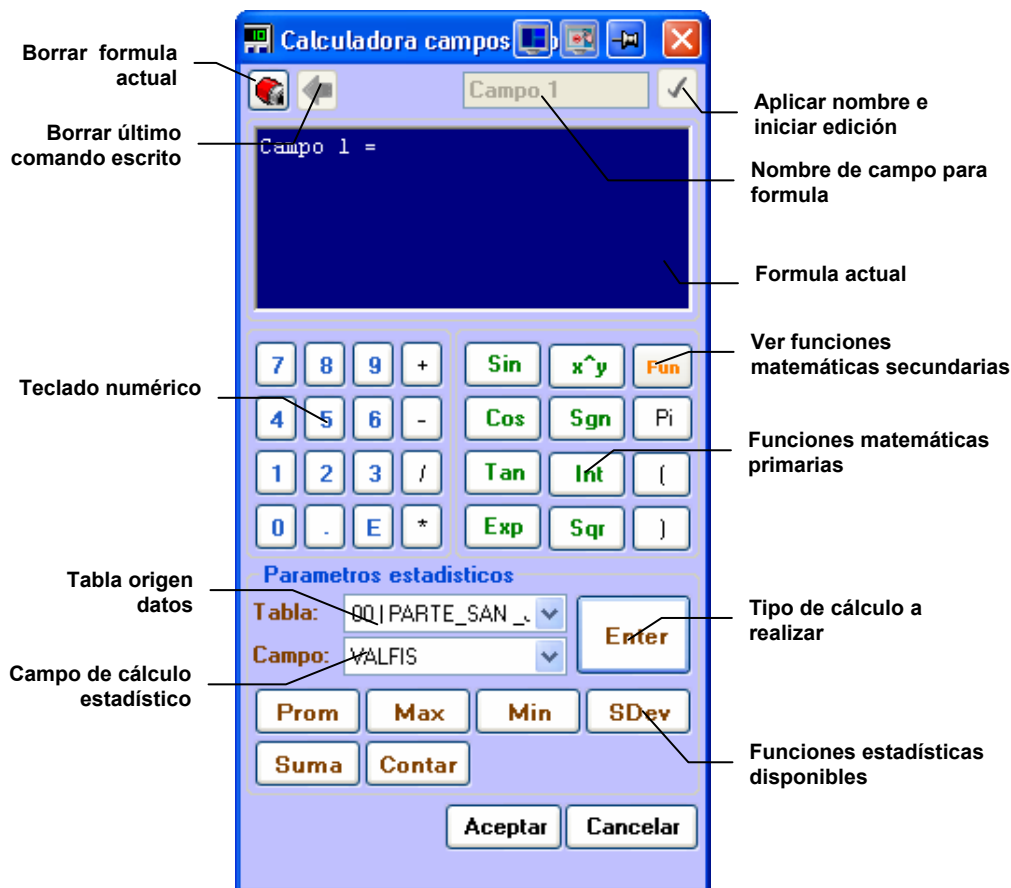 Calculadora campos
Borrar formula
actual
Campo 1
Aplicar nombre e
iniciar edición
Borrar último
comando escrito
Campo 1 =
Nombre de campo para
formula
Formula actual
Ver funciones
matemáticas secundarias
7 8 9 + Sin x^y Fun
Teclado numérico
4 5 6 - Cos Sgn Pi
Funciones matemáticas
primarias
1 2 3 / Tan Int (
0 . E * Exp Sqr )
Parametros estadisticos
Tabla origen
datos
Tabla: 00|PARTE_SAN _
Enter
Tipo de cálculo a
realizar
Campo: VALFIS
Campo de cálculo
estadístico
Prom Max Min SDev
Suma Contar
Funciones estadísticas
disponibles
Aceptar Cancelar